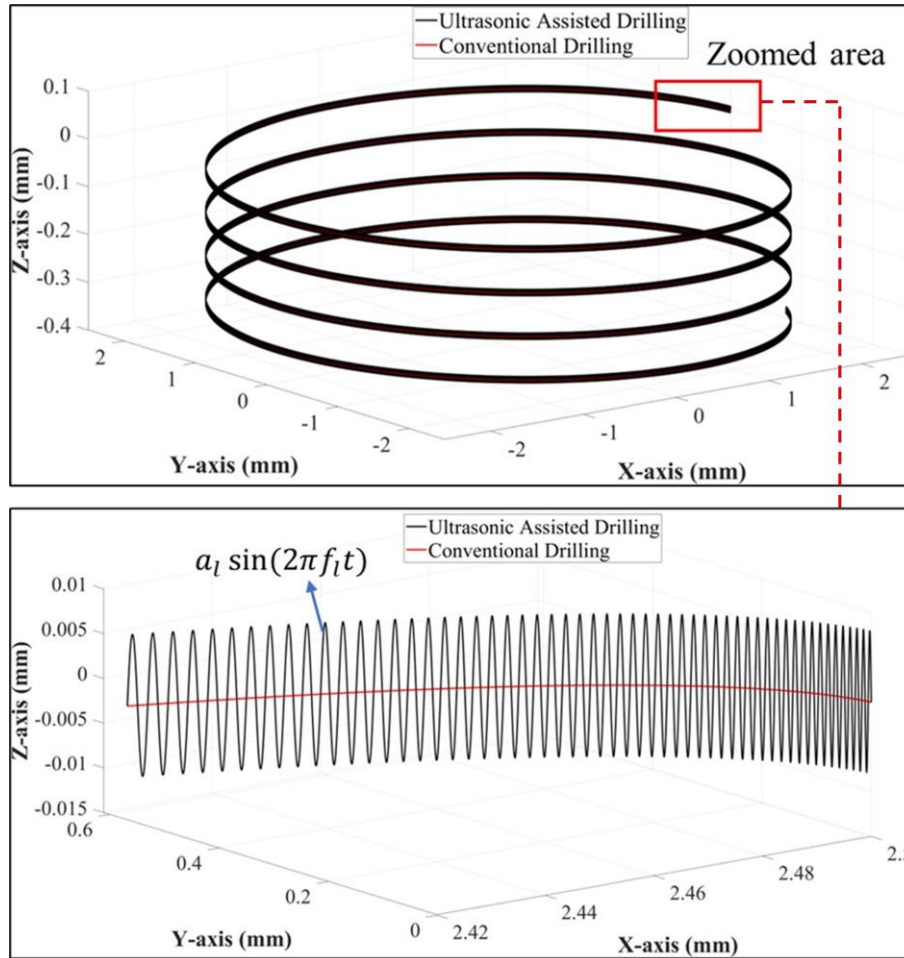 Ultrasonic Assisted Drilling
Conventional Drilling
Zoomed area
0.1
0
-0.1
-0.2
-0.3
-0.4
Z-axis (mm)
2
1
0
-1
-2
Y-axis (mm)
-2
-1
0
1
2
X-axis (mm)
Ultrasonic Assisted Drilling
Conventional Drilling
a_l sin(2πf_l t)
0.01
0.005
0
-0.005
-0.01
-0.015
Z-axis (mm)
0.6
0.4
0.2
0
Y-axis (mm)
2.42
2.44
2.46
2.48
X-axis (mm)